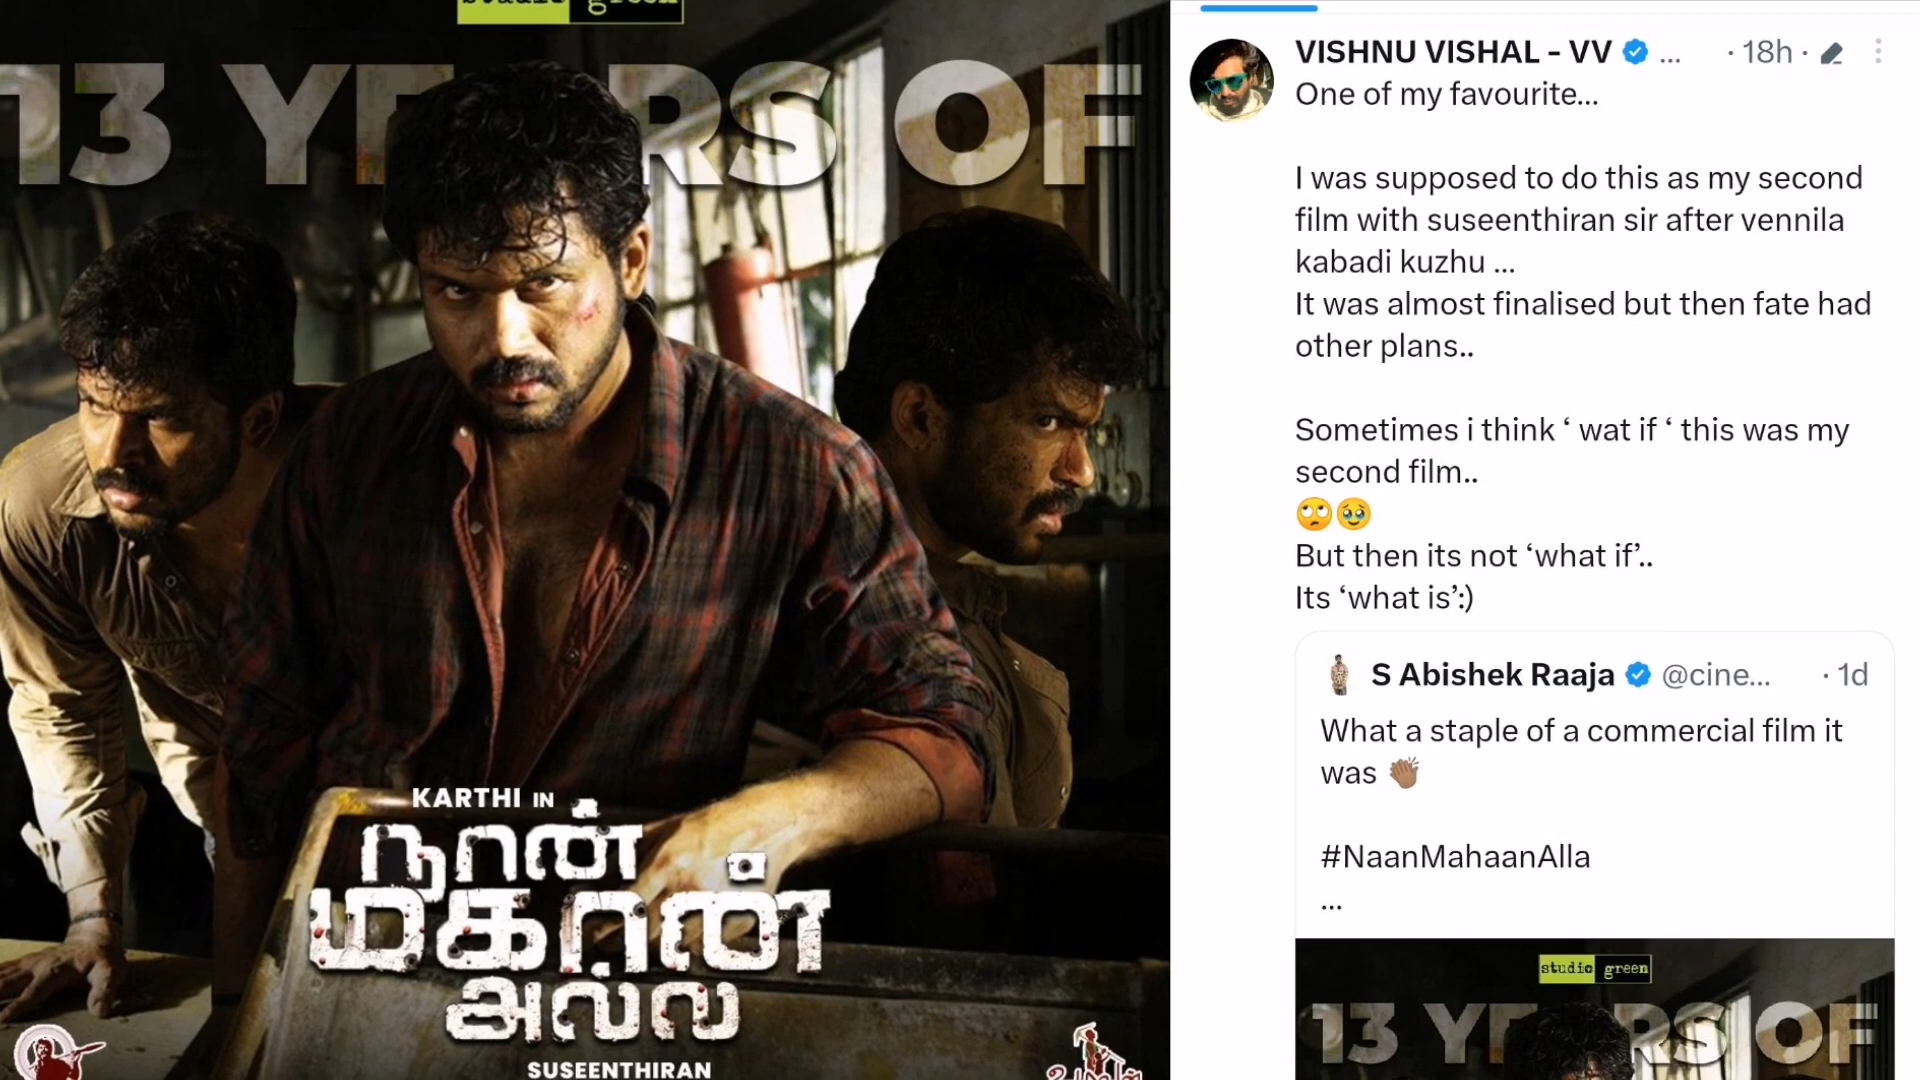 studio green
13 YEARS OF
KARTHI IN
நான்
மகான்
அல்ல
SUSEENTHIRAN
VISHNU VISHAL - VV ... · 18h ·
One of my favourite...
I was supposed to do this as my second
film with suseenthiran sir after vennila
kabadi kuzhu ...
It was almost finalised but then fate had
other plans..
Sometimes i think ‘ wat if ‘ this was my
second film..
🙄🥹
But then its not ‘what if’..
Its ‘what is’:)
S Abishek Raaja @cine... · 1d
What a staple of a commercial film it
was 👏🏽
#NaanMahaanAlla
...
studio green
13 YEARS OF